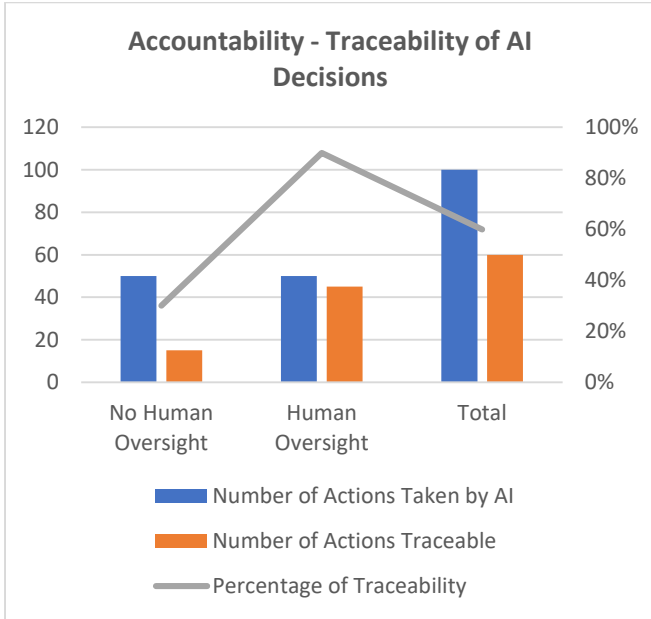 Accountability - Traceability of AI
Decisions
120
100
80
60
40
20
0
100%
80%
60%
40%
20%
0%
No Human
Oversight
Human
Oversight
Total
Number of Actions Taken by AI
Number of Actions Traceable
Percentage of Traceability